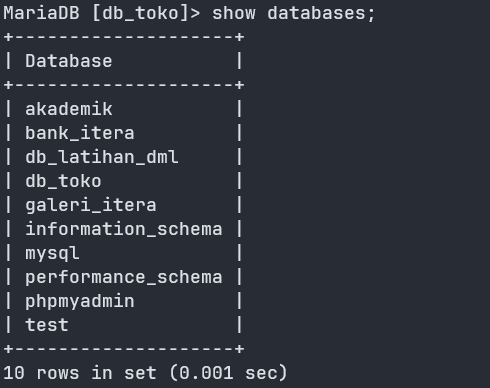 MariaDB [db_toko]> show databases;
+--------------------+
| Database           |
+--------------------+
| akademik           |
| bank_itera         |
| db_latihan_dml     |
| db_toko            |
| galeri_itera       |
| information_schema |
| mysql              |
| performance_schema |
| phpmyadmin         |
| test               |
+--------------------+
10 rows in set (0.001 sec)